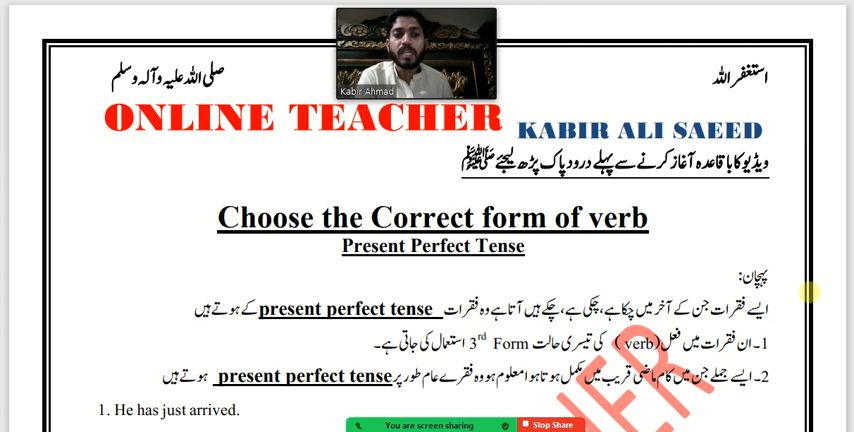 Kabir Ahmad
صلی اللہ علیہ وآلہ وسلم
استغفر اللہ
ONLINE TEACHER
KABIR ALI SAEED
ویڈیو کا باقاعدہ آغاز کرنے سے پہلے درود پاک پڑھ لیجئے ﷺ
Choose the Correct form of verb
Present Perfect Tense
پہچان:
ایسے فقرات جن کے آخر میں چکا ہے، چکی ہے، چکے ہیں آتا ہے وہ فقرات present perfect tense کے ہوتے ہیں
1۔ ان فقرات میں فعل (verb) کی تیسری حالت 3rd Form استعمال کی جاتی ہے۔
2۔ ایسے جملے جن میں کام ماضی قریب میں مکمل ہوتا ہوا معلوم ہو وہ فقرے عام طور پر present perfect tense ہوتے ہیں
1. He has just arrived.
You are screen sharing
Stop Share
HER